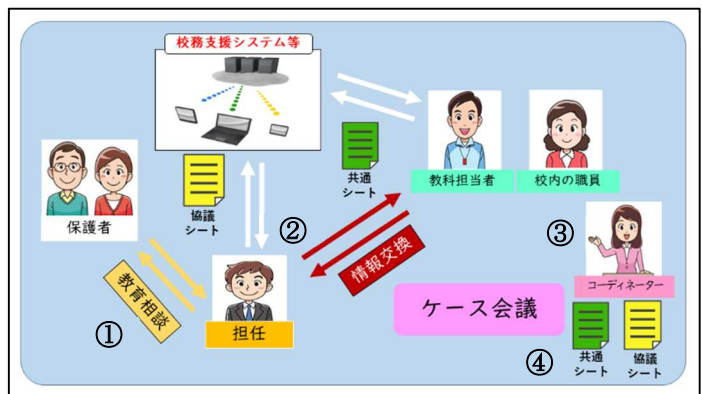 校務支援システム等
共通
シート
教科担当者
校内の職員
協議
シート
保護者
②
③
情報交換
コーディネーター
教育相談
ケース会議
①
担任
④
共通
シート
協議
シート